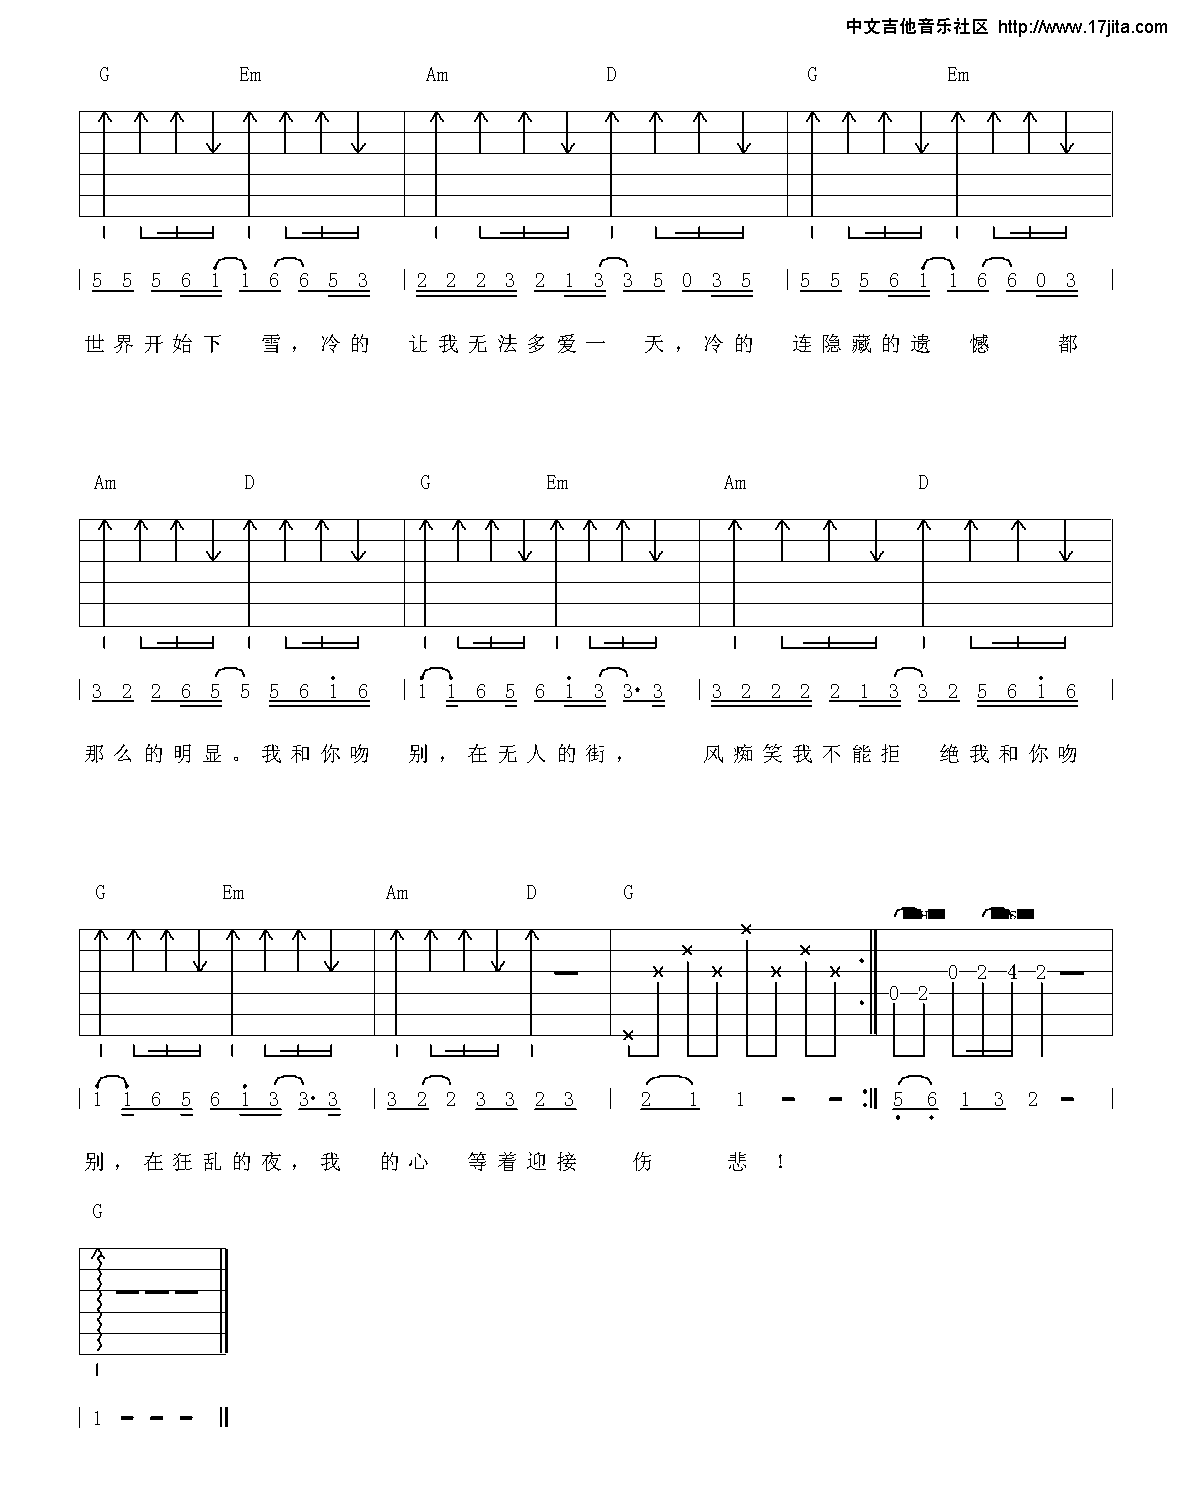 中文吉他音乐社区 http://www.17jita.com
G Em Am D G Em
5 5 5 6 1 1 6 6 5 3 2 2 2 3 2 1 3 3 5 0 3 5 5 5 5 6 1 1 6 6 0 3
世界开始下 雪，冷的 让我无法多爱一 天，冷的 连隐藏的遗 憾 都
Am D G Em Am D
3 2 2 6 5 5 5 6 1 6 1 1 6 5 6 1 3 3· 3 3 2 2 2 2 1 3 3 2 5 6 1 6
那么的明显。我和你吻 别，在无人的街， 风痴笑我不能拒 绝我和你吻
G Em Am D G
0 2 0 2 4 2
1 1 6 5 6 1 3 3· 3 3 2 2 3 3 2 3 2 1 1 - - :‖ 5 6 1 3 2 -
别，在狂乱的夜，我 的心 等着迎接 伤 悲！
G
1 - - -